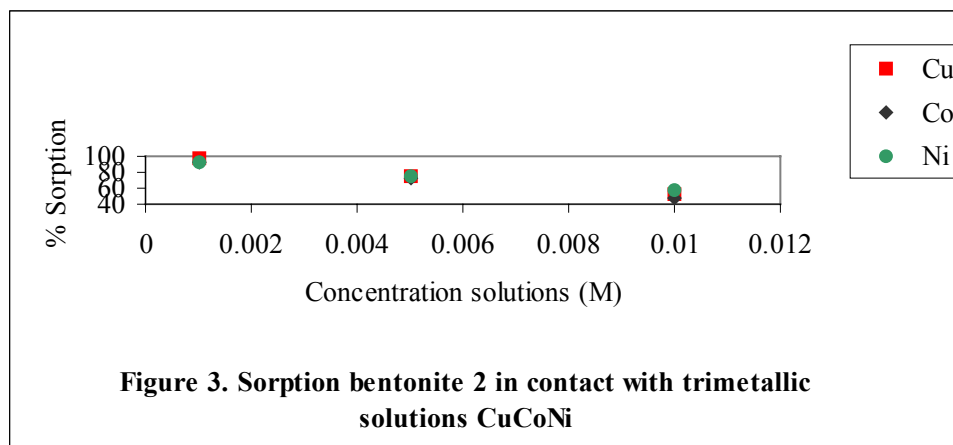 Cu
Co
Ni
% Sorption
100
80
60
40
0 0.002 0.004 0.006 0.008 0.01 0.012
Concentration solutions (M)
Figure 3. Sorption bentonite 2 in contact with trimetallic
solutions CuCoNi